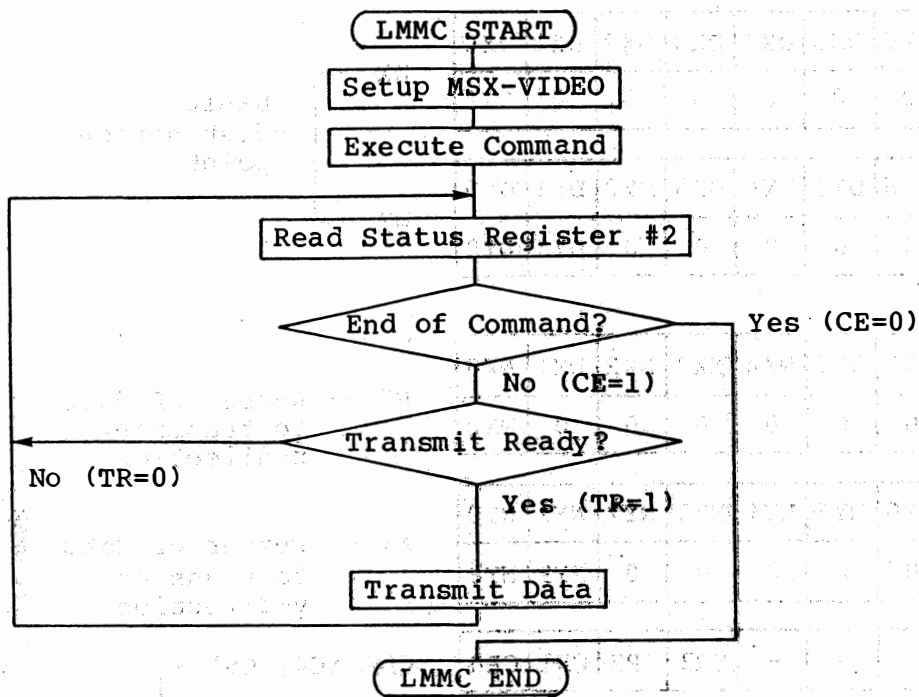 LMMC START
Setup MSX-VIDEO
Execute Command
Read Status Register #2
End of Command?
Yes (CE=0)
No (CE=1)
Transmit Ready?
No (TR=0)
Yes (TR=1)
Transmit Data
LMMC END